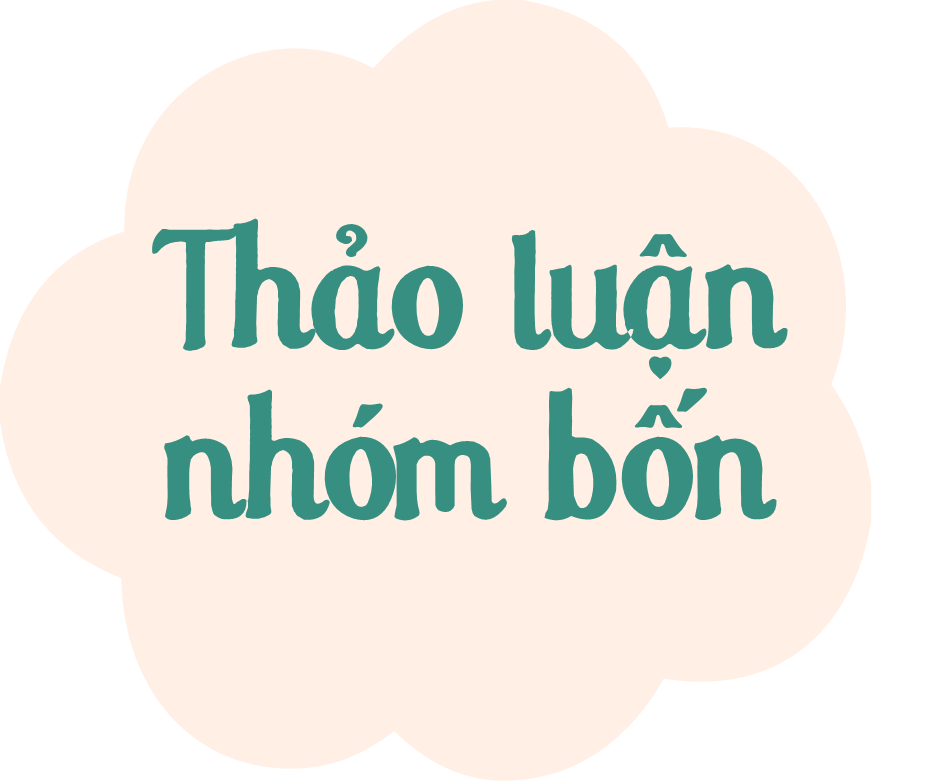 Thảo luận
nhóm bốn